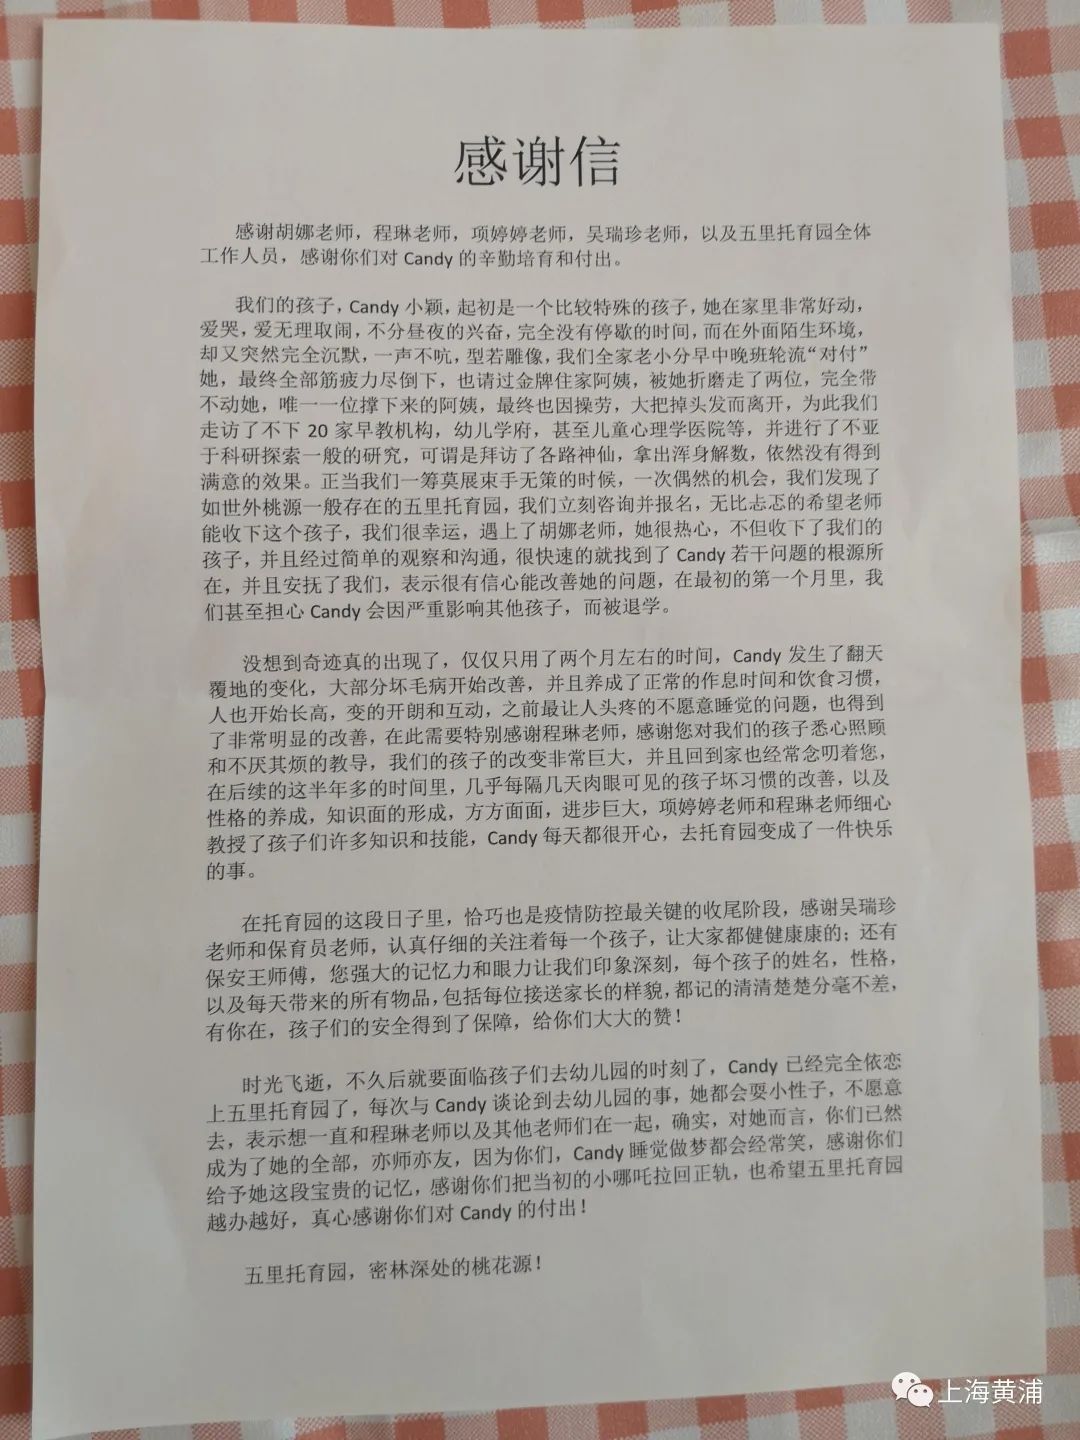 感谢信
感谢胡娜老师，程琳老师，项婷婷老师，吴瑞珍老师，以及五里托育园全体
工作人员，感谢你们对 Candy 的辛勤培育和付出。
我们的孩子，Candy 小颖，起初是一个比较特殊的孩子，她在家里非常好动，
爱哭，爱无理取闹，不分昼夜的兴奋，完全没有停歇的时间，而在外面陌生环境，
却又突然完全沉默，一声不吭，型若雕像，我们全家老小分早中晚班轮流“对付”
她，最终全部筋疲力尽倒下，也请过金牌住家阿姨，被她折磨走了两位，完全带
不动她，唯一一位撑下来的阿姨，最终也因操劳，大把掉头发而离开，为此我们
走访了不下 20 家早教机构，幼儿学府，甚至儿童心理学医院等，并进行了不亚
于科研探索一般的研究，可谓是拜访了各路神仙，拿出浑身解数，依然没有得到
满意的效果。正当我们一筹莫展束手无策的时候，一次偶然的机会，我们发现了
如世外桃源一般存在的五里托育园，我们立刻咨询并报名，无比忐忑的希望老师
能收下这个孩子，我们很幸运，遇上了胡娜老师，她很热心，不但收下了我们的
孩子，并且经过简单的观察和沟通，很快速的就找到了 Candy 若干问题的根源所
在，并且安抚了我们，表示很有信心能改善她的问题，在最初的第一个月里，我
们甚至担心 Candy 会因严重影响其他孩子，而被退学。
没想到奇迹真的出现了，仅仅只用了两个月左右的时间，Candy 发生了翻天
覆地的变化，大部分坏毛病开始改善，并且养成了正常的作息时间和饮食习惯，
人也开始长高，变的开朗和互动，之前最让人头疼的不愿意睡觉的问题，也得到
了非常明显的改善，在此需要特别感谢程琳老师，感谢您对我们的孩子悉心照顾
和不厌其烦的教导，我们的孩子的改变非常巨大，并且回到家也经常念叨着您，
在后续的这半年多的时间里，几乎每隔几天肉眼可见的孩子坏习惯的改善，以及
性格的养成，知识面的形成，方方面面，进步巨大，项婷婷老师和程琳老师细心
教授了孩子们许多知识和技能，Candy 每天都很开心，去托育园变成了一件快乐
的事。
在托育园的这段日子里，恰巧也是疫情防控最关键的收尾阶段，感谢吴瑞珍
老师和保育员老师，认真仔细的关注着每一个孩子，让大家都健健康康的；还有
保安王师傅，您强大的记忆力和眼力让我们印象深刻，每个孩子的姓名，性格，
以及每天带来的所有物品，包括每位接送家长的样貌，都记的清清楚楚分毫不差，
有你在，孩子们的安全得到了保障，给你们大大的赞！
时光飞逝，不久后就要面临孩子们去幼儿园的时刻了，Candy 已经完全依恋
上五里托育园了，每次与 Candy 谈论到去幼儿园的事，她都会耍小性子，不愿意
去，表示想一直和程琳老师以及其他老师们在一起，确实，对她而言，你们已然
成为了她的全部，亦师亦友，因为你们，Candy 睡觉做梦都会经常笑，感谢你们
给予她这段宝贵的记忆，感谢你们把当初的小哪吒拉回正轨，也希望五里托育园
越办越好，真心感谢你们对 Candy 的付出！
五里托育园，密林深处的桃花源！
上海黄浦